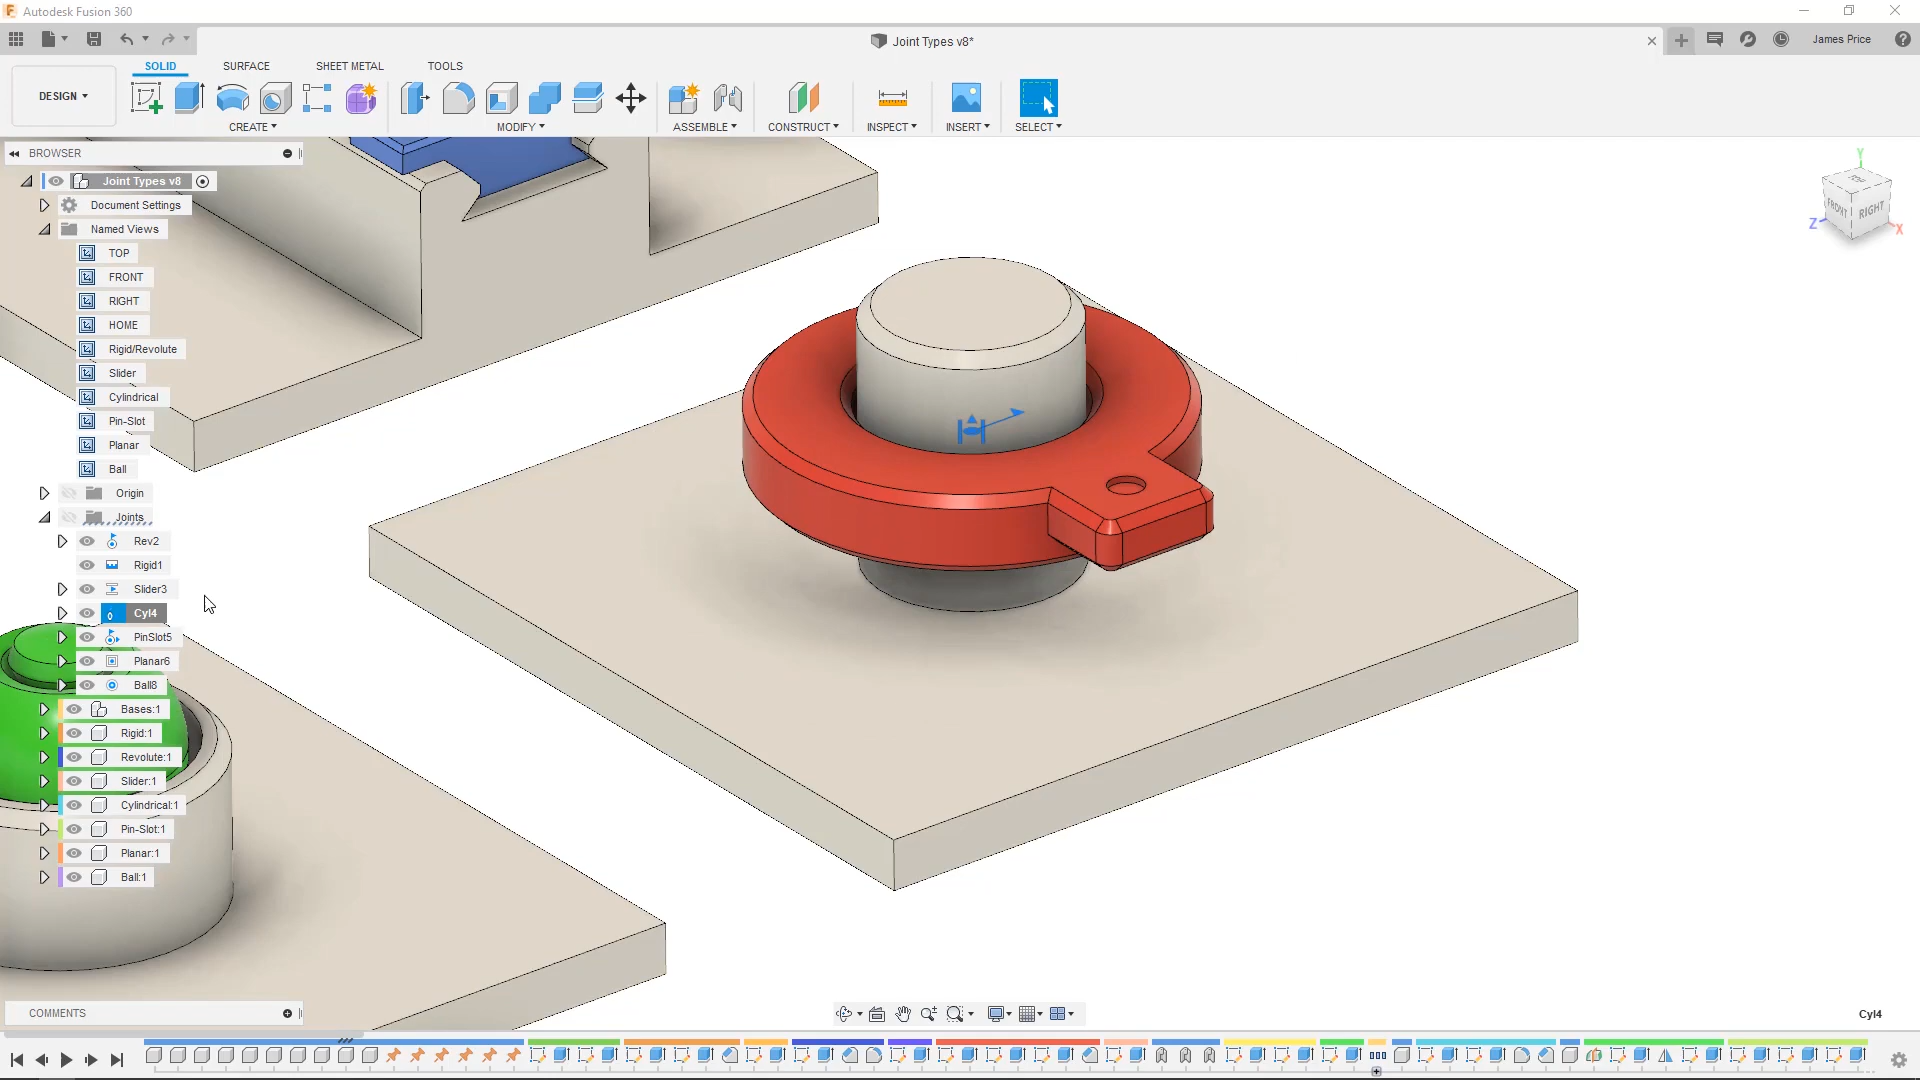 Autodesk Fusion 360
Joint Types v8*
James Price
SOLID
SURFACE
SHEET METAL
TOOLS
DESIGN
CREATE
MODIFY
ASSEMBLE
CONSTRUCT
INSPECT
INSERT
SELECT
BROWSER
Joint Types v8
Document Settings
Named Views
TOP
FRONT
RIGHT
HOME
Rigid/Revolute
Slider
Cylindrical
Pin-Slot
Planar
Ball
Origin
Joints
Rev2
Rigid1
Slider3
Cyl4
PinSlot5
Planar6
Ball8
Bases:1
Rigid:1
Revolute:1
Slider:1
Cylindrical:1
Pin-Slot:1
Planar:1
Ball:1
Y
TOP
FRONT
RIGHT
Z
X
COMMENTS
Cyl4